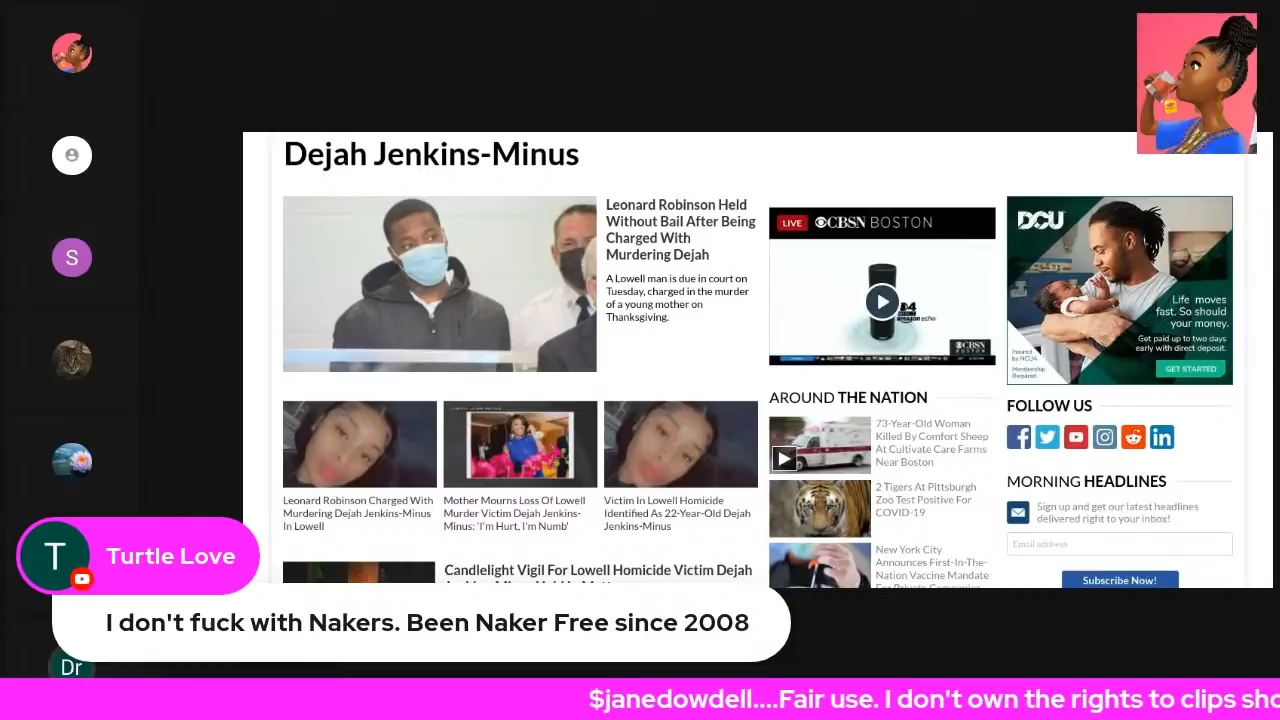 Dejah Jenkins-Minus
Leonard Robinson Held
Without Bail After Being
Charged With
Murdering Dejah
A Lowell man is due in court on
Tuesday, charged in the murder
of a young mother on
Thanksgiving.
Leonard Robinson Charged With
Murdering Dejah Jenkins-Minus
In Lowell
Mother Mourns Loss Of Lowell
Murder Victim Dejah Jenkins-
Minus: 'I'm Hurt, I'm Numb'
Victim In Lowell Homicide
Identified As 22-Year-Old Dejah
Jenkins-Minus
Candlelight Vigil For Lowell Homicide Victim Dejah
LIVE CBSN BOSTON
amazon echo
CBSN
BOSTON
AROUND THE NATION
73-Year-Old Woman
Killed By Comfort Sheep
At Cultivate Care Farms
Near Boston
2 Tigers At Pittsburgh
Zoo Test Positive For
COVID-19
New York City
Announces First-In-The-
Nation Vaccine Mandate
DCU
Life moves
fast. So should
your money.
Get paid up to two days
early with direct deposit.
Insured
by NCUA
Membership
Required
GET STARTED
FOLLOW US
MORNING HEADLINES
Sign up and get our latest headlines
delivered right to your inbox!
Email address
Subscribe Now!
S
T
Turtle Love
I don't fuck with Nakers. Been Naker Free since 2008
Dr
$janedowdell....Fair use. I don't own the rights to clips sho